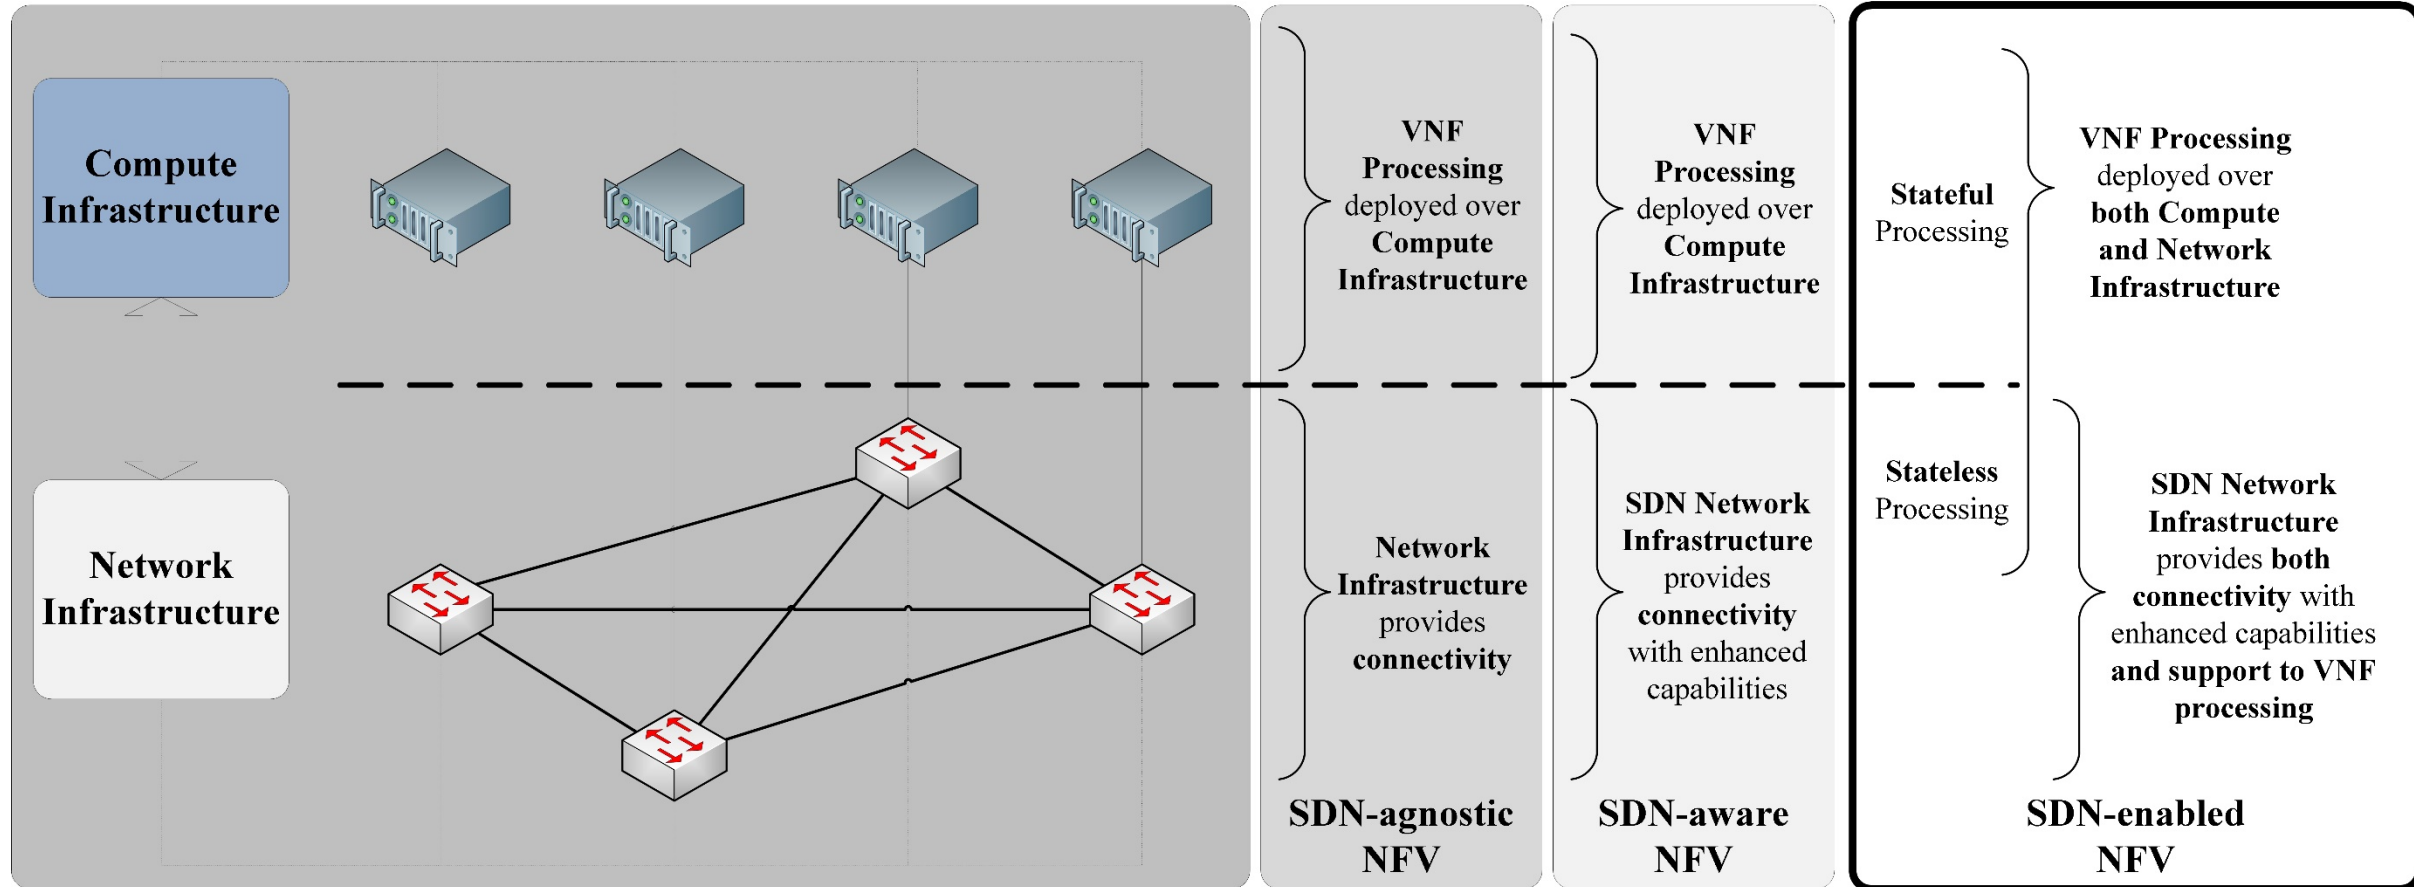 Compute
Infrastructure
Network
Infrastructure
VNF
Processing
deployed over
Compute
Infrastructure
Network
Infrastructure
provides
connectivity
SDN-agnostic
NFV
VNF
Processing
deployed over
Compute
Infrastructure
SDN Network
Infrastructure
provides
connectivity
with enhanced
capabilities
SDN-aware
NFV
Stateful
Processing
VNF Processing
deployed over
both Compute
and Network
Infrastructure
Stateless
Processing
SDN Network
Infrastructure
provides both
connectivity with
enhanced capabilities
and support to VNF
processing
SDN-enabled
NFV